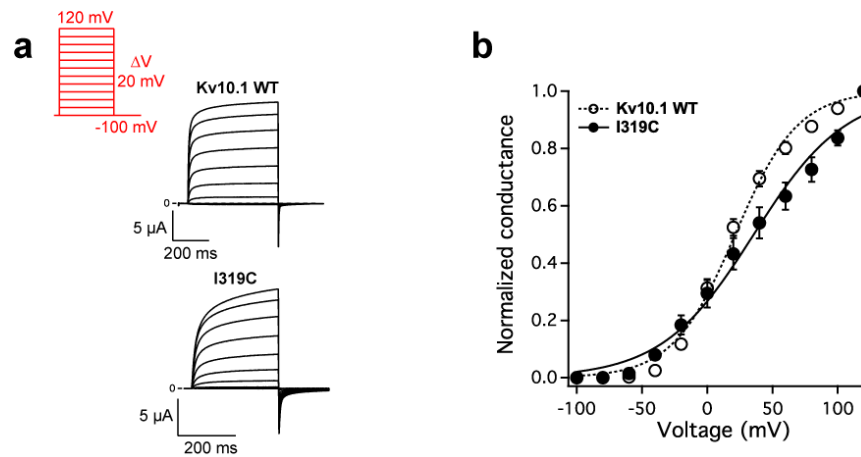 a
120 mV
ΔV
20 mV
-100 mV
Kv10.1 WT
0
5 µA
200 ms
I319C
0
5 µA
200 ms
b
Normalized conductance
1.0
0.8
0.6
0.4
0.2
0.0
Kv10.1 WT
I319C
-100
-50
0
50
100
Voltage (mV)